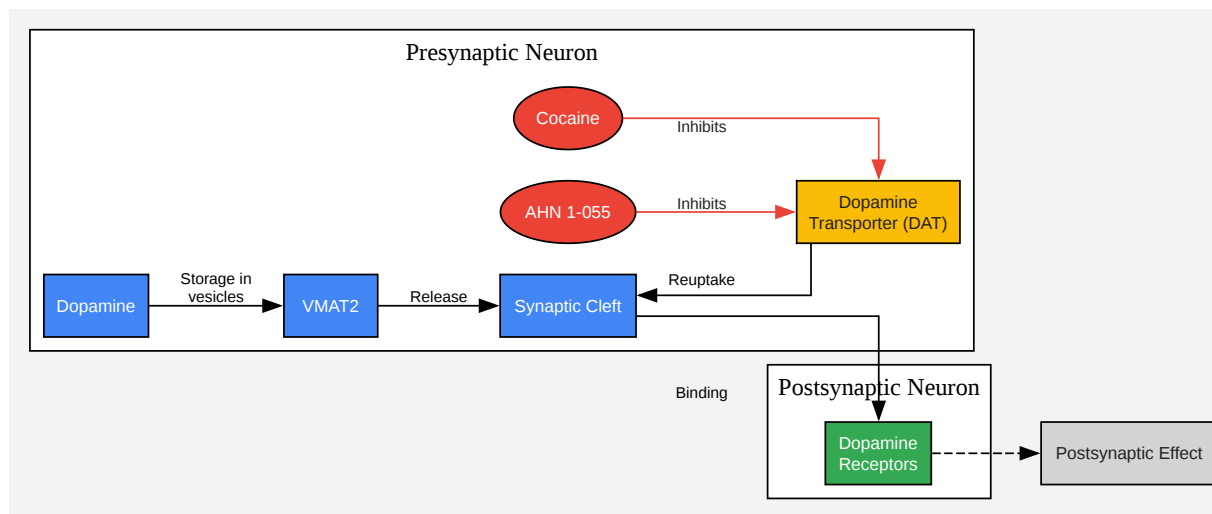 Presynaptic Neuron
Cocaine
Inhibits
AHN 1-055
Inhibits
Dopamine
Transporter (DAT)
Dopamine
Storage in
vesicles
VMAT2
Release
Synaptic Cleft
Reuptake
Binding
Postsynaptic Neuron
Dopamine
Receptors
Postsynaptic Effect